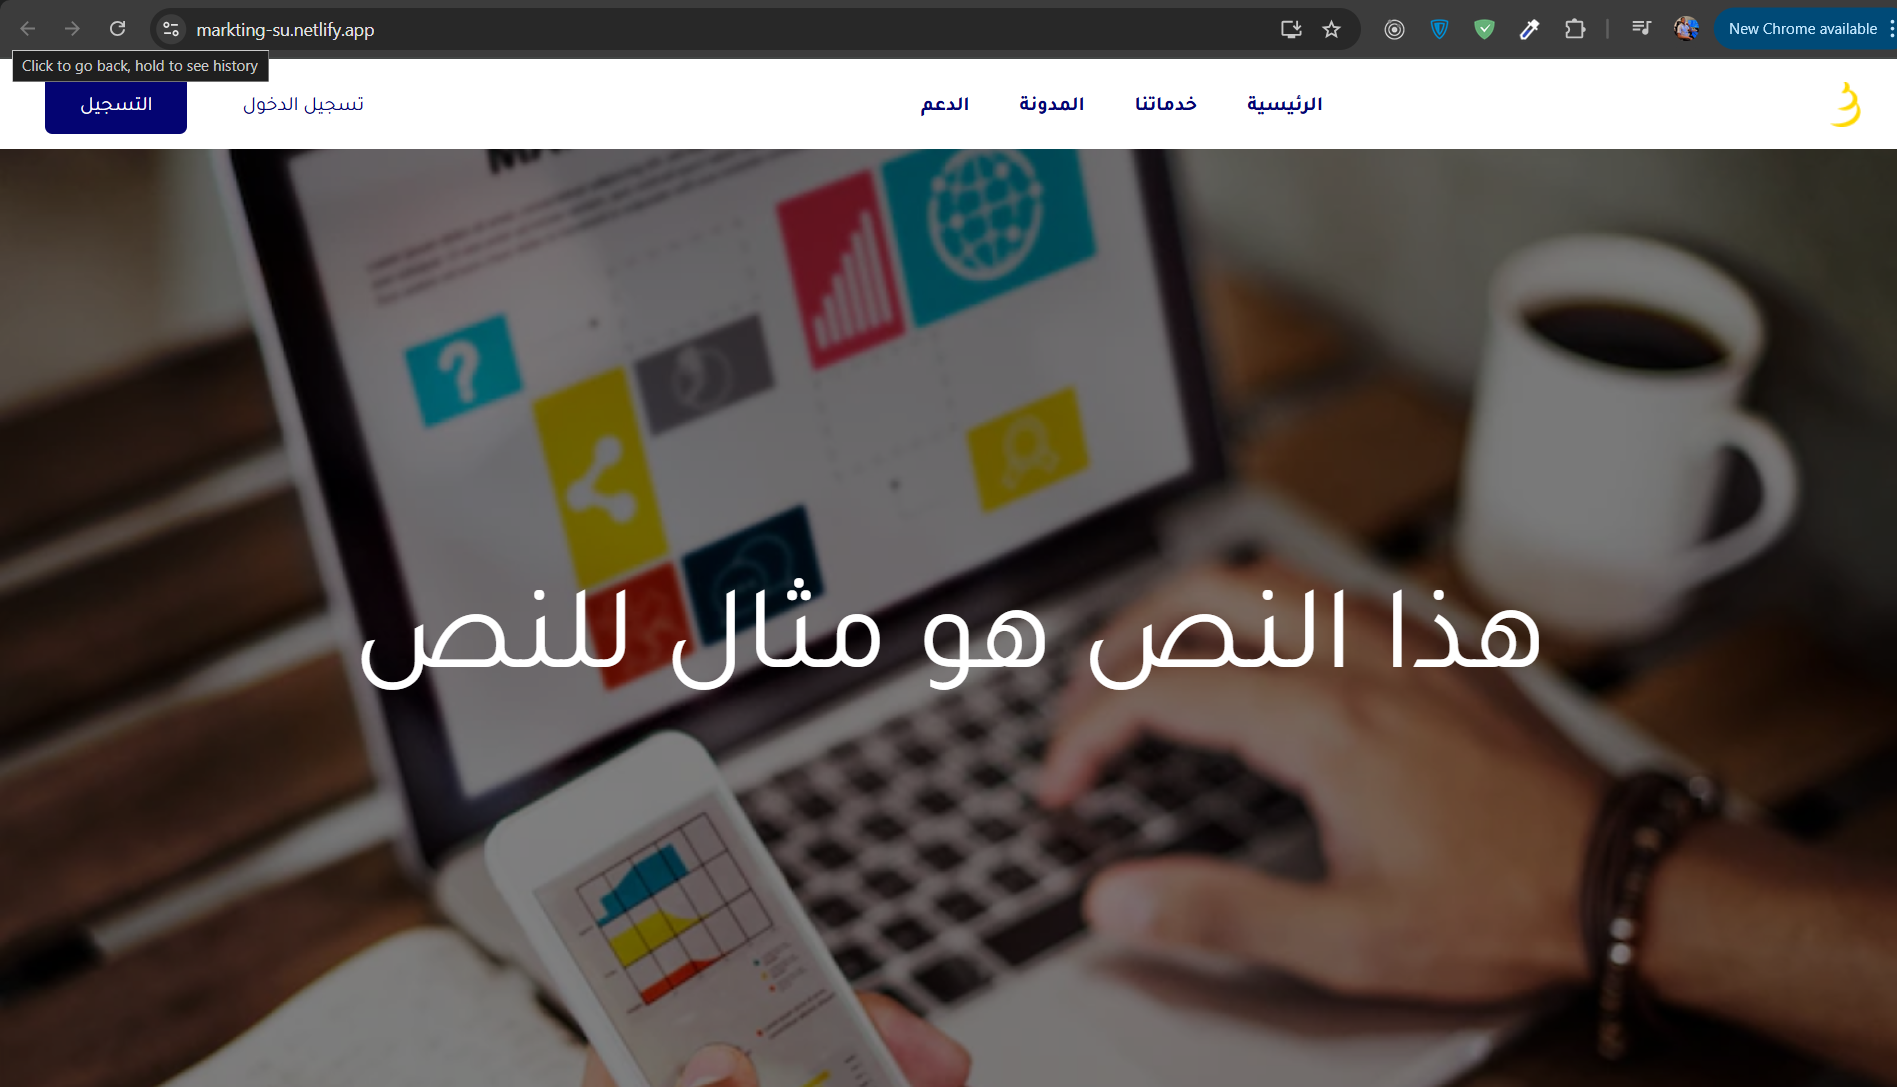 markting-su.netlify.app
New Chrome available
Click to go back, hold to see history
الرئيسية
خدماتنا
المدونة
الدعم
تسجيل الدخول
التسجيل
هذا النص هو مثال للنص